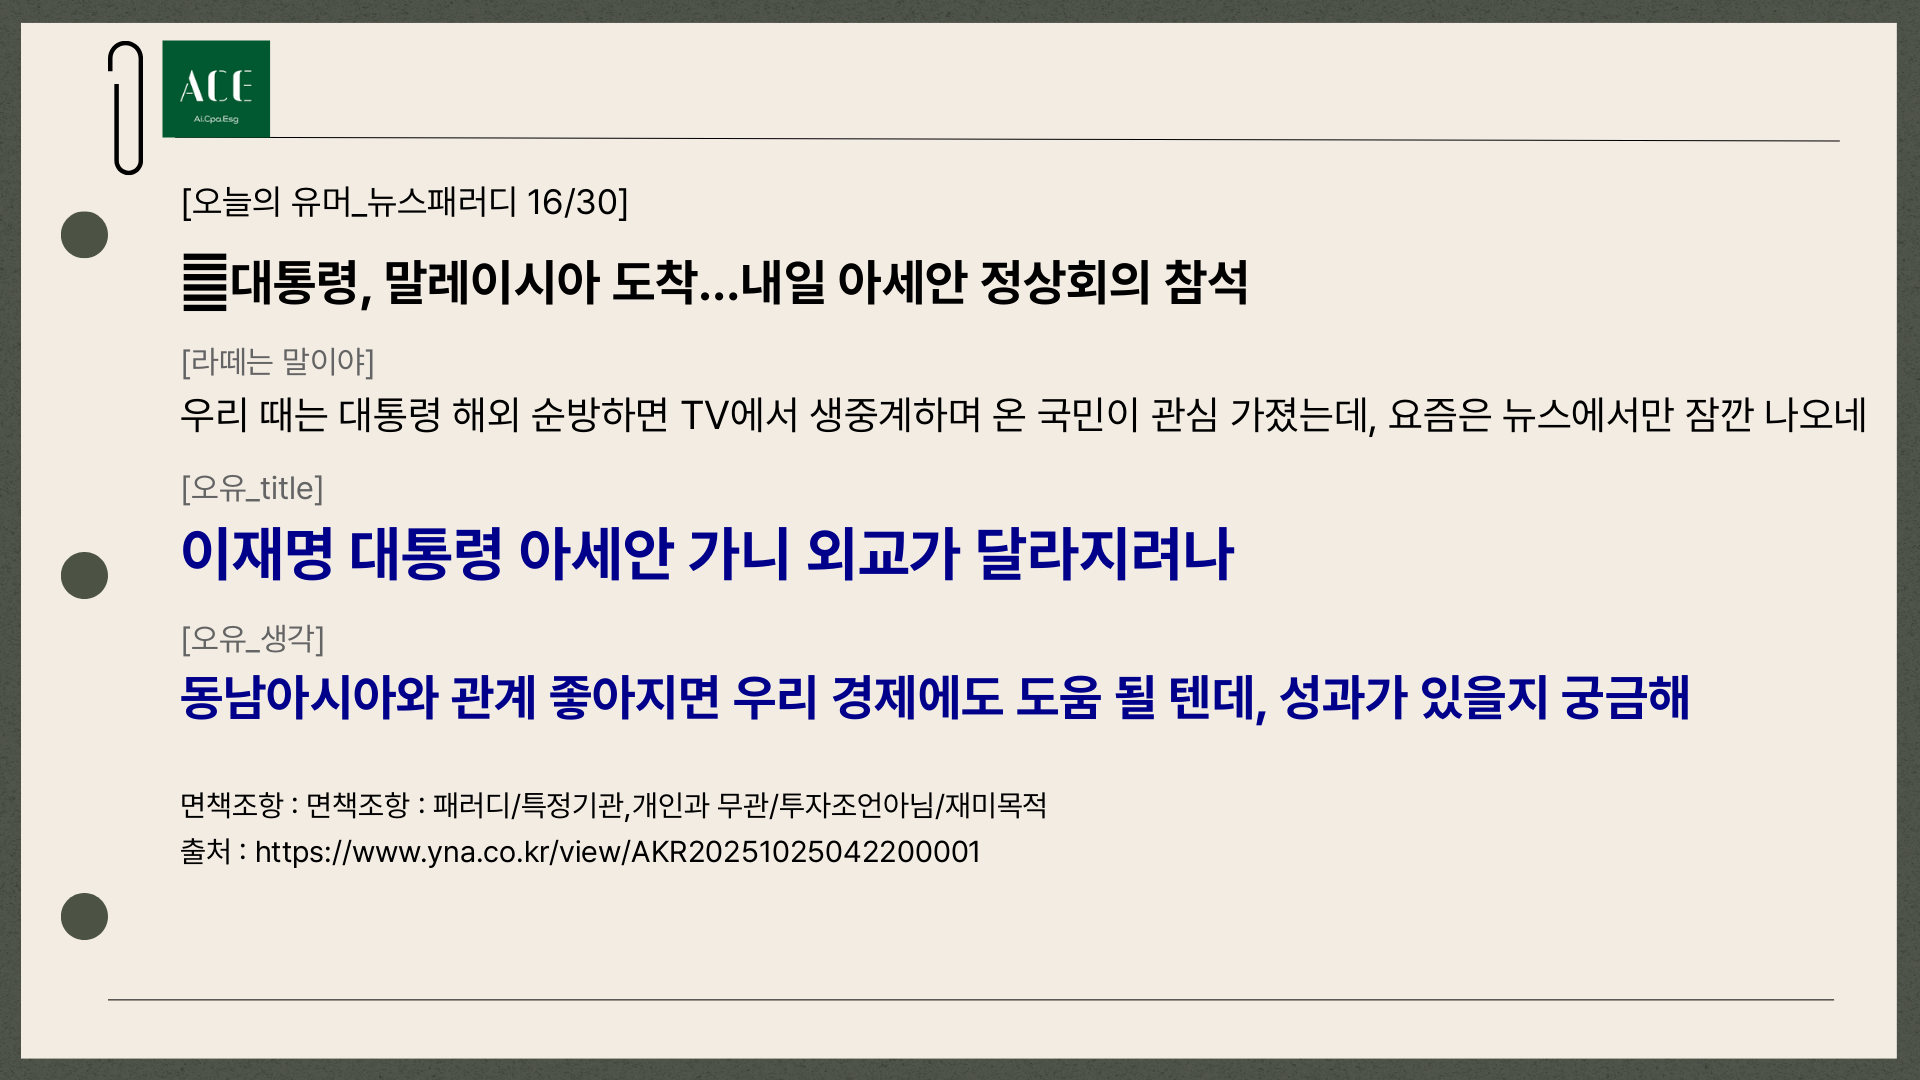 ACE
Ai.Cpa.Esg
[오늘의 유머_뉴스패러디 16/30]
대통령, 말레이시아 도착...내일 아세안 정상회의 참석
[라떼는 말이야]
우리 때는 대통령 해외 순방하면 TV에서 생중계하며 온 국민이 관심 가졌는데, 요즘은 뉴스에서만 잠깐 나오네
[오유_title]
이재명 대통령 아세안 가니 외교가 달라지려나
[오유_생각]
동남아시아와 관계 좋아지면 우리 경제에도 도움 될 텐데, 성과가 있을지 궁금해
면책조항 : 면책조항 : 패러디/특정기관,개인과 무관/투자조언아님/재미목적
출처 : https://www.yna.co.kr/view/AKR20251025042200001